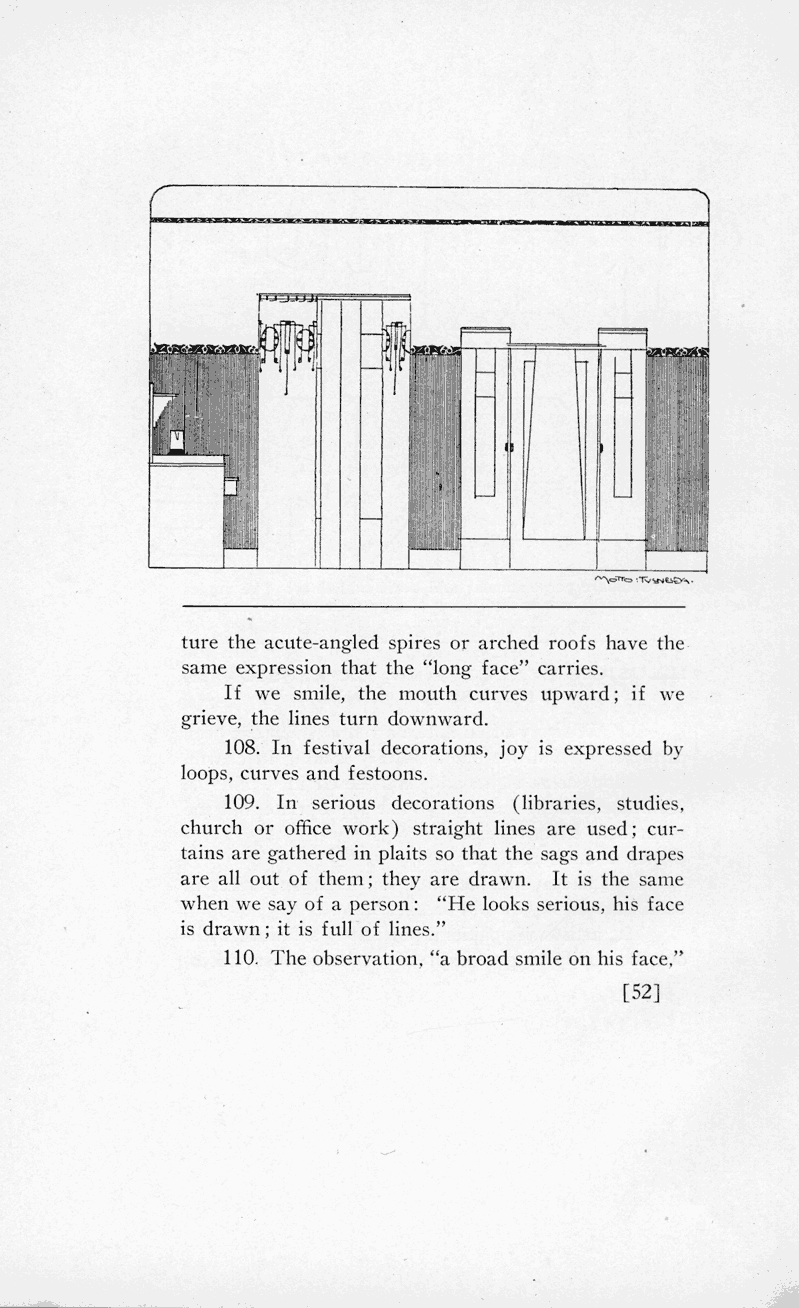 ture the acute-angled spires or arched roofs have the
same expression that the “long face” carries.
If we smile, the mouth curves upward; if we
grieve, the lines turn downward.
108. In festival decorations, joy is expressed by
loops, curves and festoons.
109. In serious decorations (libraries, studies,
church or office work) straight lines are used; cur-
tains are gathered in plaits so that the sags and drapes
are all out of them; they are drawn. It is the same
when we say of a person: “He looks serious, his face
is drawn; it is full of lines.”
110. The observation, “a broad smile on his face,”
[52]